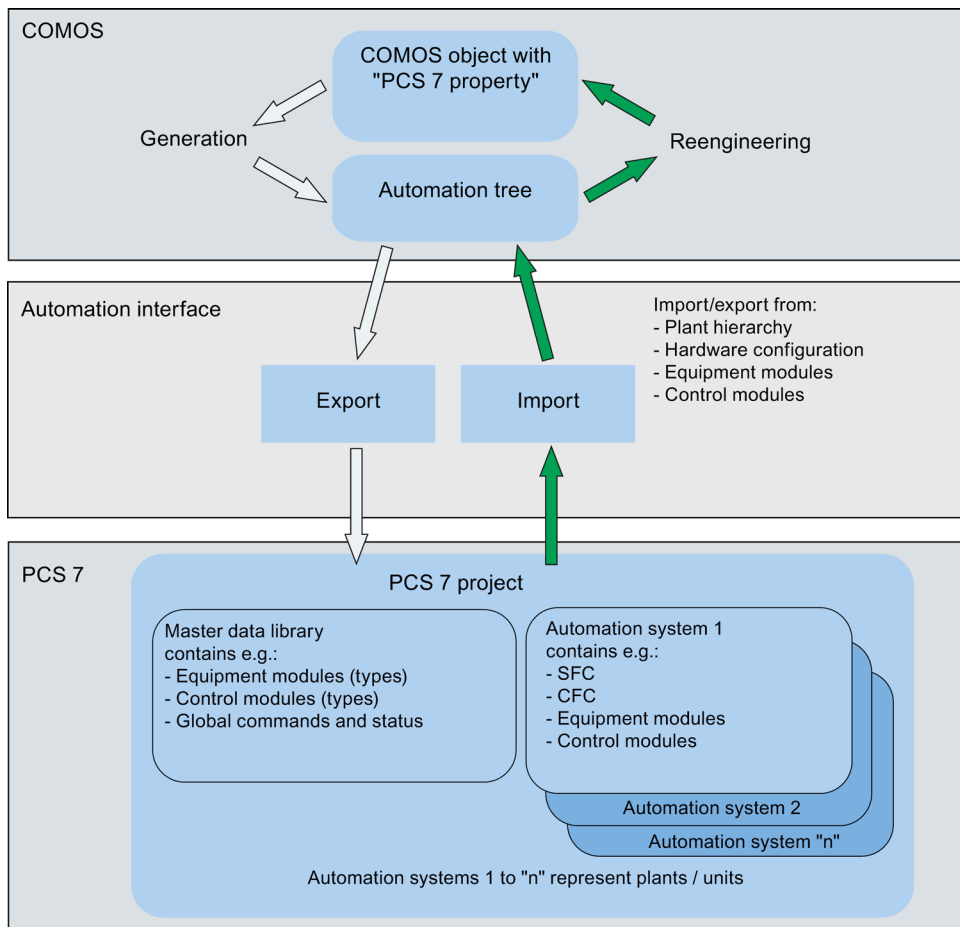 COMOS
COMOS object with
"PCS 7 property"
Generation
Reengineering
Automation tree
Automation interface
Import/export from:
- Plant hierarchy
- Hardware configuration
- Equipment modules
- Control modules
Export
Import
PCS 7
PCS 7 project
Master data library
contains e.g.:
- Equipment modules (types)
- Control modules (types)
- Global commands and status
Automation system 1
contains e.g.:
- SFC
- CFC
- Equipment modules
- Control modules
Automation system 2
Automation system "n"
Automation systems 1 to "n" represent plants / units